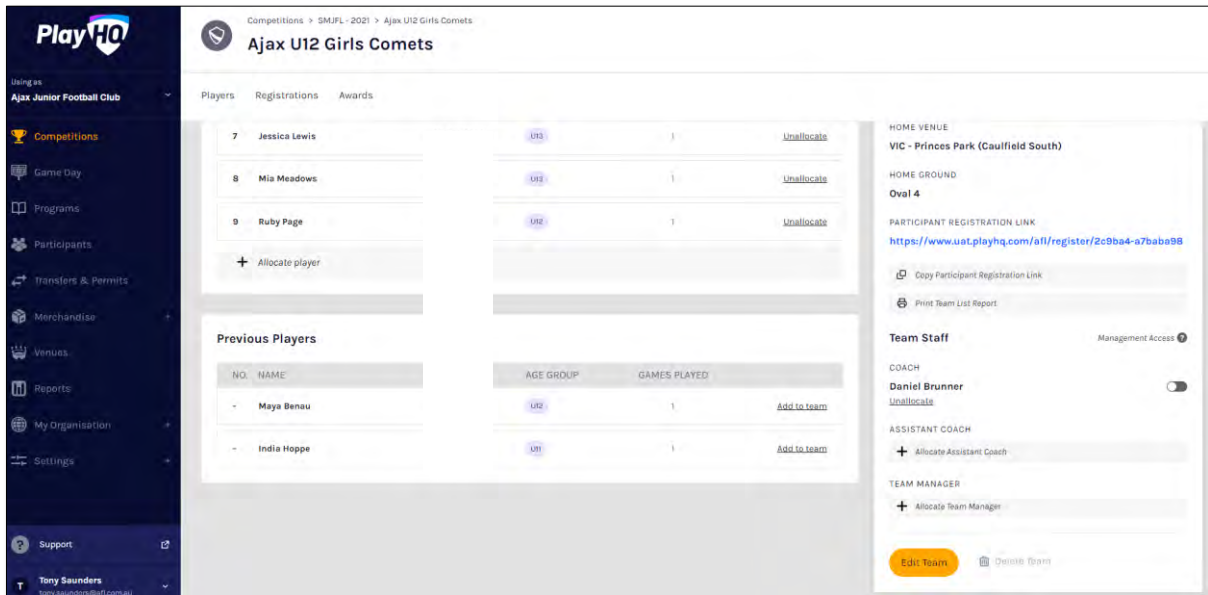 PlayHQ
Using as
Ajax Junior Football Club
Competitions
Game Day
Programs
Participants
Transfers & Permits
Merchandise
Venues
Reports
My Organisation
Settings
Support
T
Tony Saunders
tony.saunders@afl.com.au
Competitions > SMJFL - 2021 > Ajax U12 Girls Comets
Ajax U12 Girls Comets
Players Registrations Awards
7 Jessica Lewis 1 Unallocate
8 Mia Meadows U12 1 Unallocate
9 Ruby Page U12 1 Unallocate
+ Allocate player
Previous Players
NO. NAME AGE GROUP GAMES PLAYED
- Maya Benau U12 1 Add to team
- India Hoppe U11 1 Add to team
HOME VENUE
VIC - Princes Park (Caulfield South)
HOME GROUND
Oval 4
PARTICIPANT REGISTRATION LINK
https://www.uat.playhq.com/afl/register/2c9ba4-a7baba98
Copy Participant Registration Link
Print Team List Report
Team Staff Management Access ?
COACH
Daniel Brunner
Unallocate
ASSISTANT COACH
+ Allocate Assistant Coach
TEAM MANAGER
+ Allocate Team Manager
Edit Team Delete Team